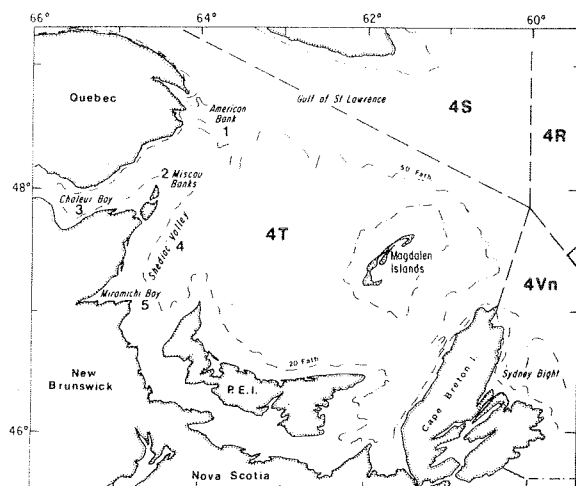 66° 64° 62° 60°
Quebec
American
Bank
1
Gulf of St Lawrence
4S
4R
50 Fath
48°
2 Miscou
Banks
Chaleur Bay
3
4
Shediac Valley
4T
Magdalen
Islands
4Vn
Miramichi Bay
5
New
Brunswick
20 Fath
P.E.I.
Cape Breton I.
Sydney Bight
46°
Nova Scotia